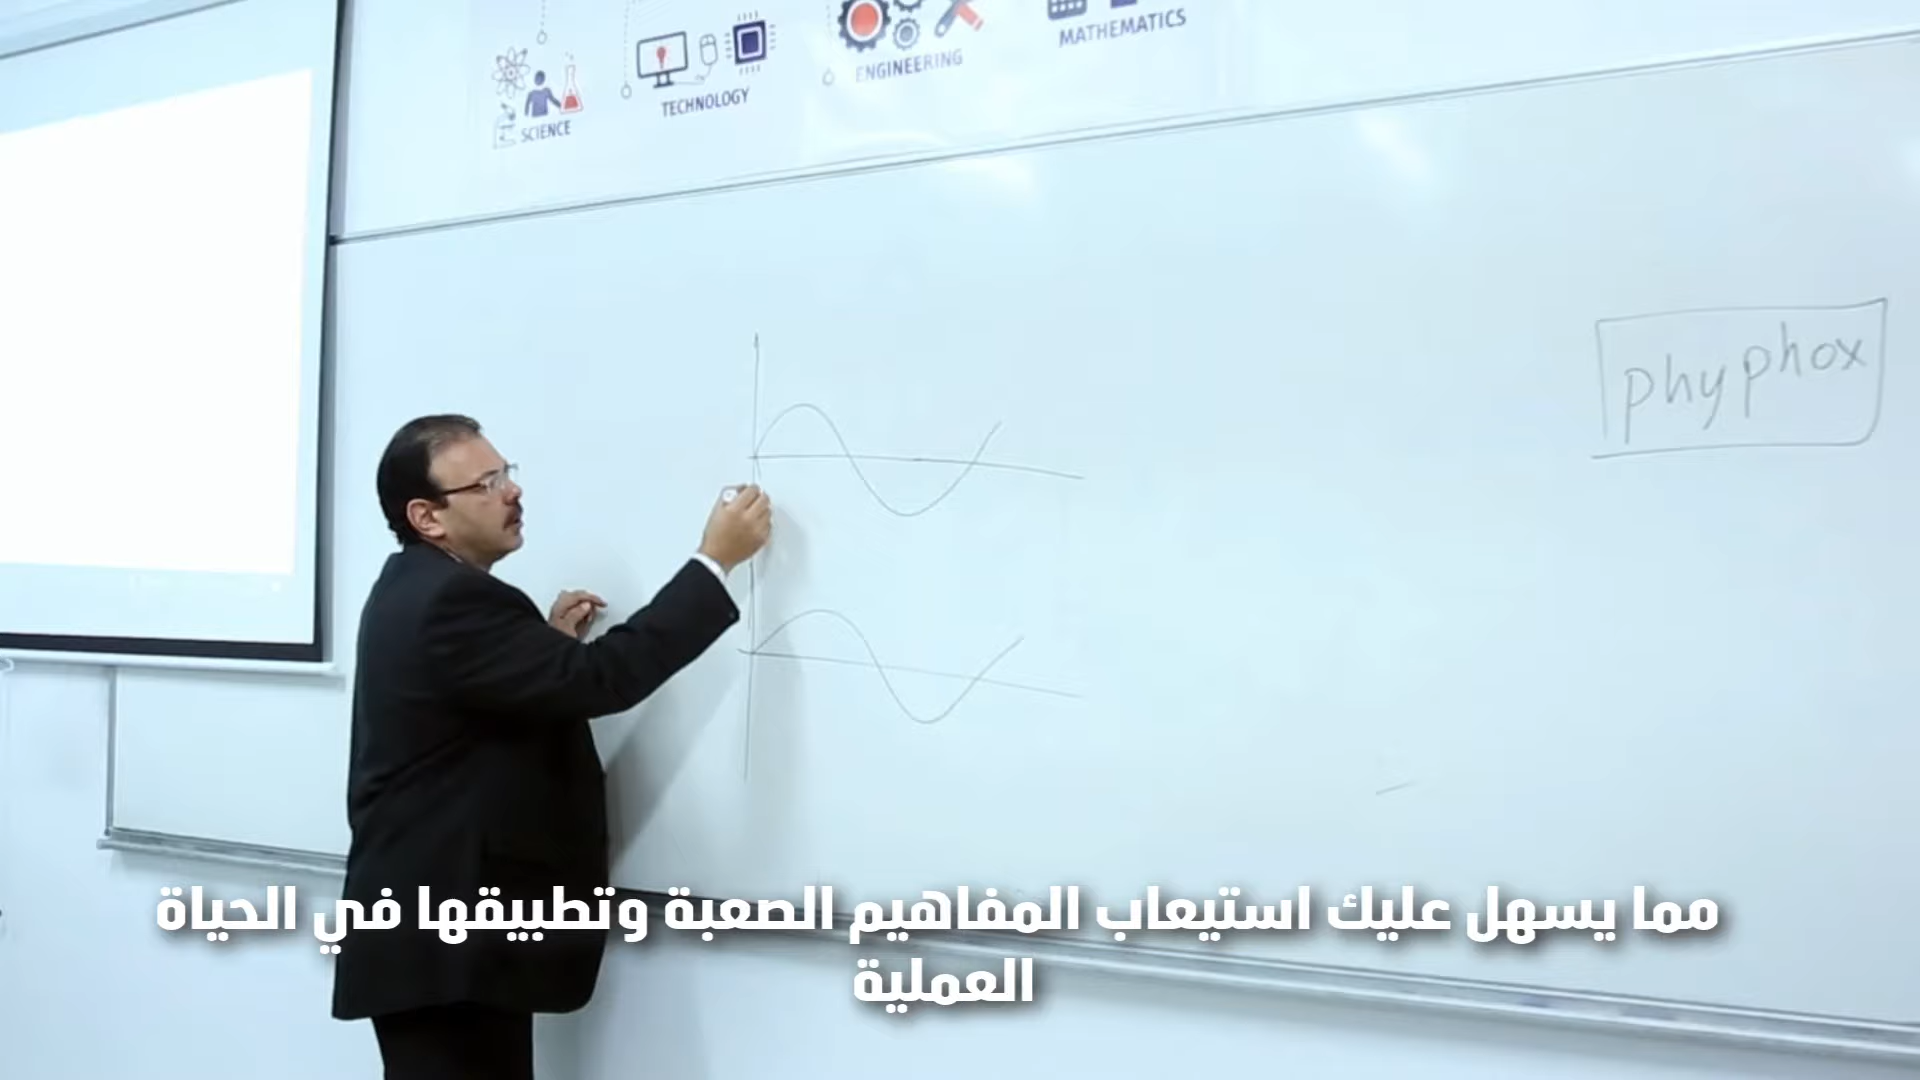 SCIENCE
TECHNOLOGY
ENGINEERING
MATHEMATICS
phyphox
مما يسهل عليك استيعاب المفاهيم الصعبة وتطبيقها في الحياة
العملية